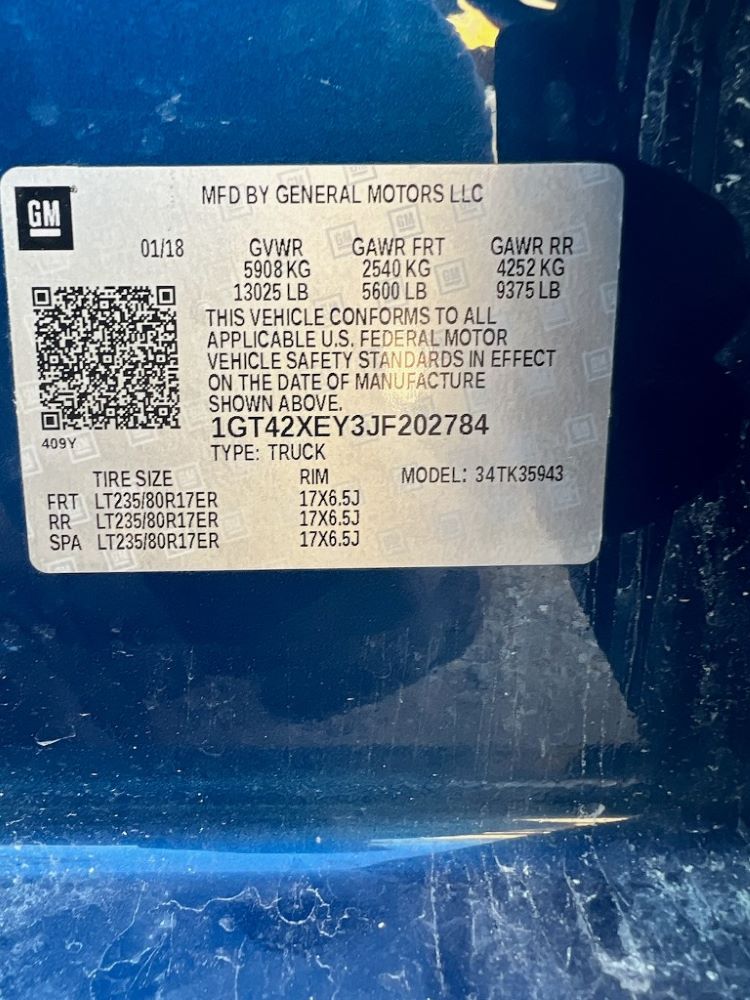 GM
MFD BY GENERAL MOTORS LLC
01/18 GVWR GAWR FRT GAWR RR
5908 KG 2540 KG 4252 KG
13025 LB 5600 LB 9375 LB
THIS VEHICLE CONFORMS TO ALL
APPLICABLE U.S. FEDERAL MOTOR
VEHICLE SAFETY STANDARDS IN EFFECT
ON THE DATE OF MANUFACTURE
SHOWN ABOVE.
1GT42XEY3JF202784
409Y
TYPE: TRUCK
TIRE SIZE RIM MODEL: 34TK35943
FRT LT235/80R17ER 17X6.5J
RR LT235/80R17ER 17X6.5J
SPA LT235/80R17ER 17X6.5J